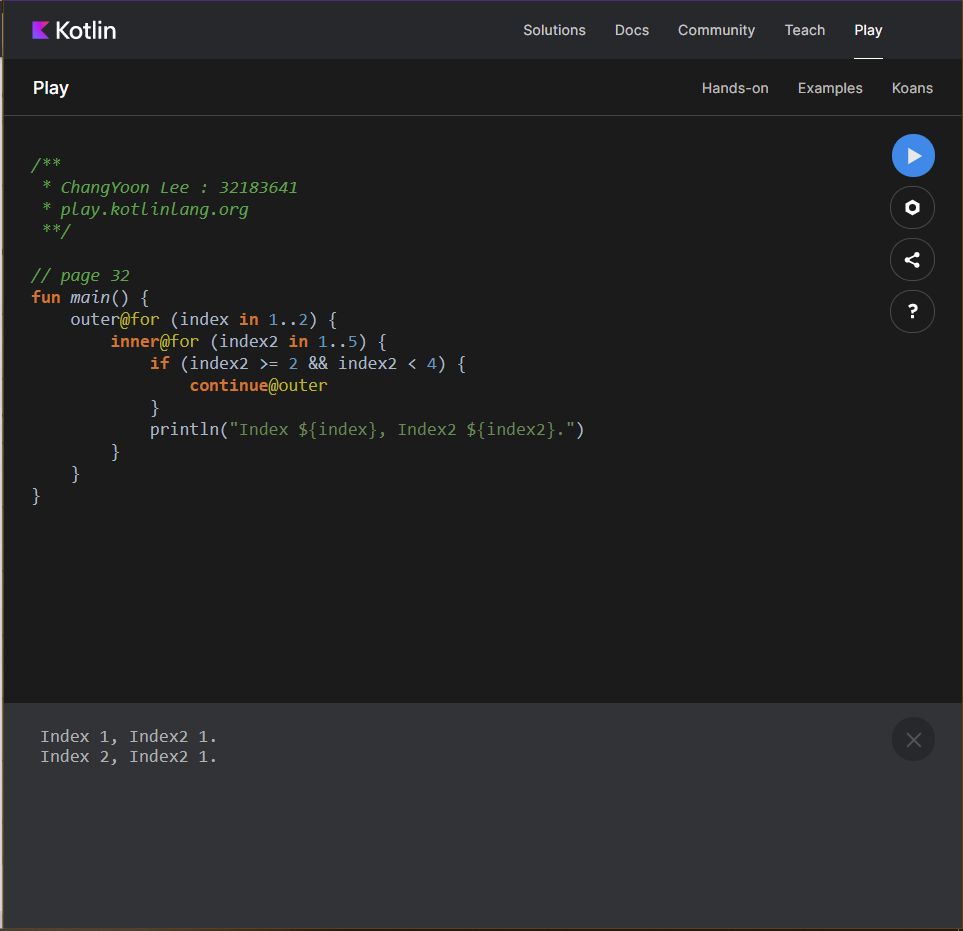 Kotlin
Solutions Docs Community Teach Play
Play
Hands-on Examples Koans
/**
 * ChangYoon Lee : 32183641
 * play.kotlinlang.org
 **/
// page 32
fun main() {
    outer@for (index in 1..2) {
        inner@for (index2 in 1..5) {
            if (index2 >= 2 && index2 < 4) {
                continue@outer
            }
            println("Index ${index}, Index2 ${index2}.")
        }
    }
}
?
Index 1, Index2 1.
Index 2, Index2 1.